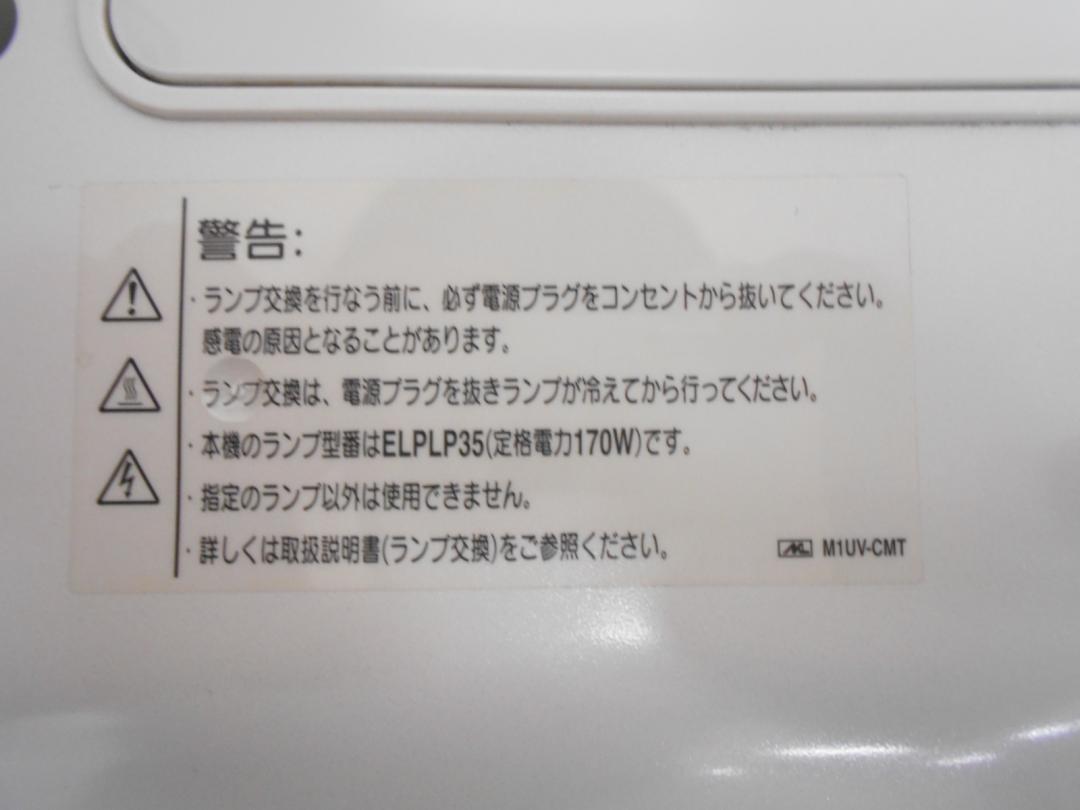 警告:
・ランプ交換を行なう前に、必ず電源プラグをコンセントから抜いてください。
感電の原因となることがあります。
・ランプ交換は、電源プラグを抜きランプが冷えてから行ってください。
・本機のランプ型番はELPLP35(定格電力170W)です。
・指定のランプ以外は使用できません。
・詳しくは取扱説明書(ランプ交換)をご参照ください。
M1UV-CMT